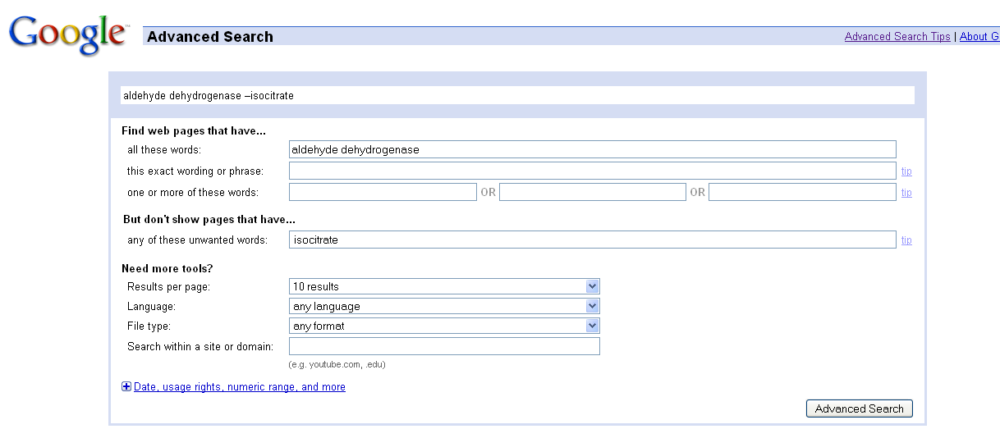 Google™
Advanced Search
Advanced Search Tips | About G
aldehyde dehydrogenase –isocitrate
Find web pages that have...
all these words: aldehyde dehydrogenase
this exact wording or phrase: tip
one or more of these words: OR OR tip
But don't show pages that have...
any of these unwanted words: isocitrate tip
Need more tools?
Results per page: 10 results
Language: any language
File type: any format
Search within a site or domain:
(e.g. youtube.com, .edu)
Date, usage rights, numeric range, and more
Advanced Search